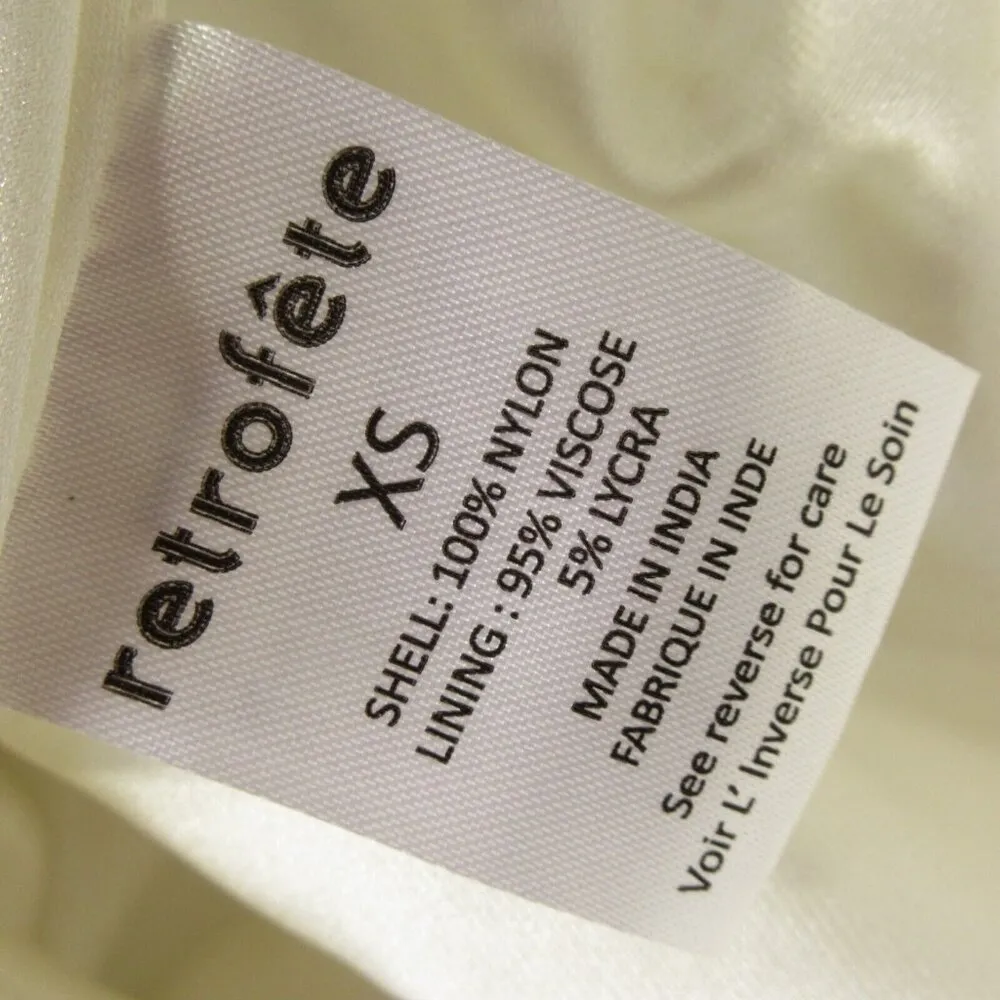 retrofête
XS
SHELL: 100% NYLON
LINING : 95% VISCOSE
5% LYCRA
MADE IN INDIA
FABRIQUE IN INDE
See reverse for care
Voir L' Inverse Pour Le Soin